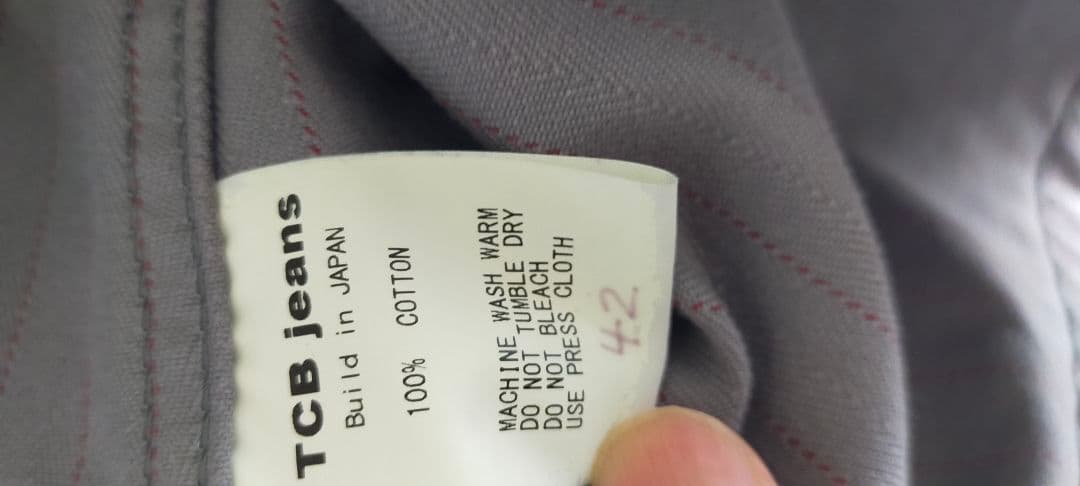 TCB jeans
Build in JAPAN
100% COTTON
MACHINE WASH WARM
DO NOT TUMBLE DRY
DO NOT BLEACH
USE PRESS CLOTH
42